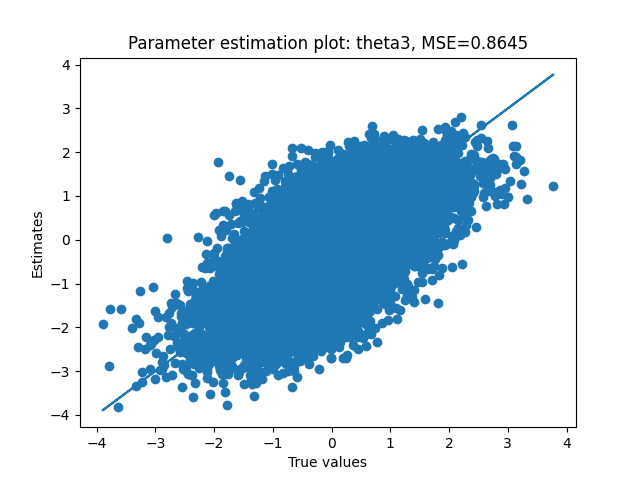 Parameter estimation plot: theta3, MSE=0.8645
4
3
2
1
0
−1
−2
−3
−4
Estimates
−4 −3 −2 −1 0 1 2 3 4
True values